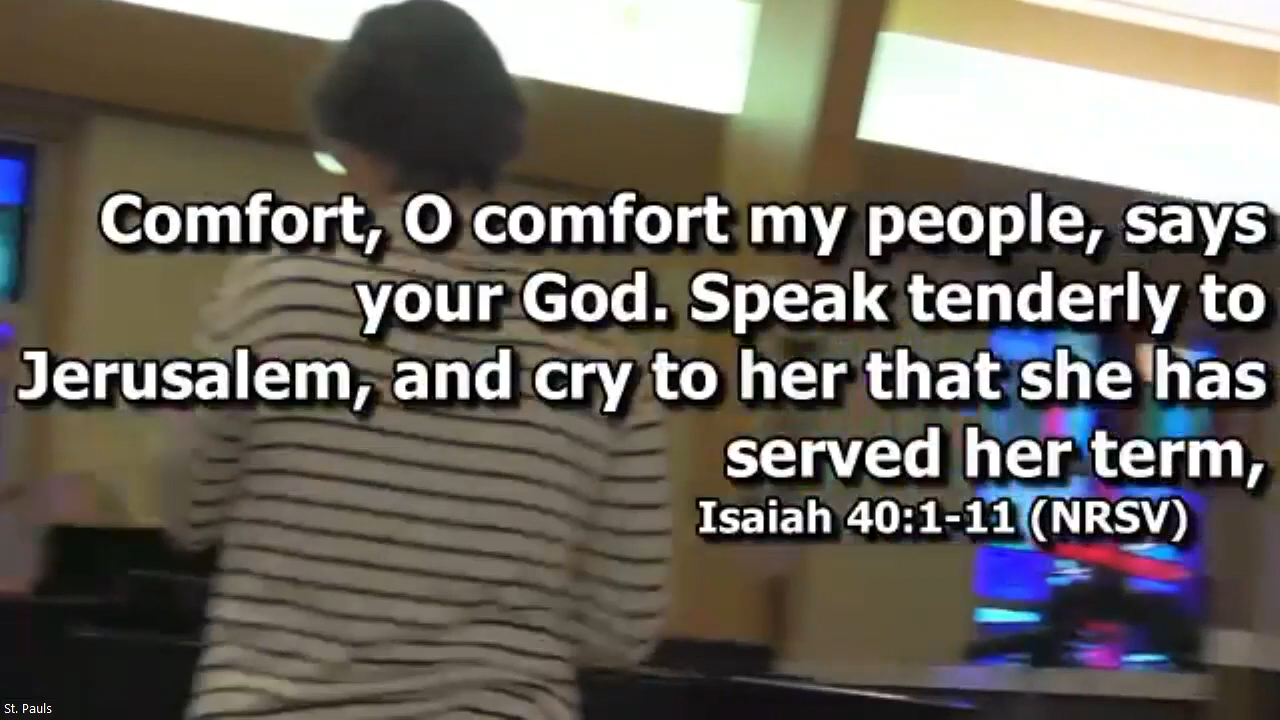 Comfort, O comfort my people, says
your God. Speak tenderly to
Jerusalem, and cry to her that she has
served her term,
Isaiah 40:1-11 (NRSV)
St. Pauls